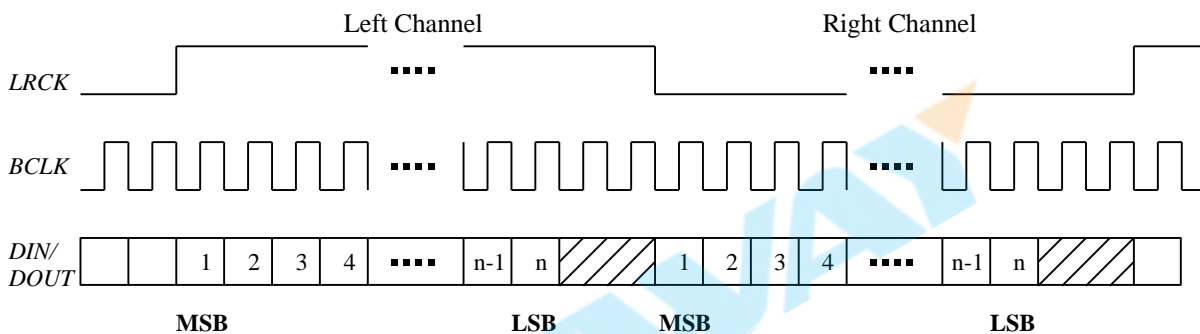 Left Channel Right Channel
LRCK
BCLK
DIN/ 1 2 3 4 n-1 n 1 2 3 4 n-1 n
DOUT
MSB LSB MSB LSB